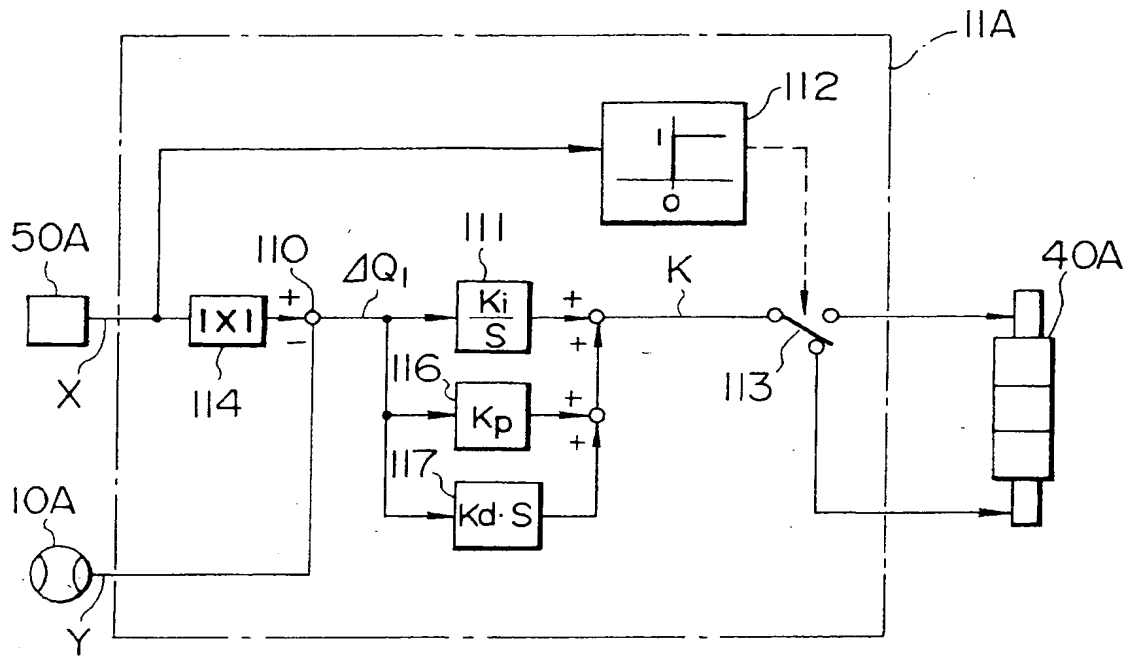 11A
112
1
0
50A
110
ΔQ1
111
K
40A
|X|
+
−
Ki
S
+
+
X
114
113
116
Kp
+
+
117
Kd·S
10A
Y